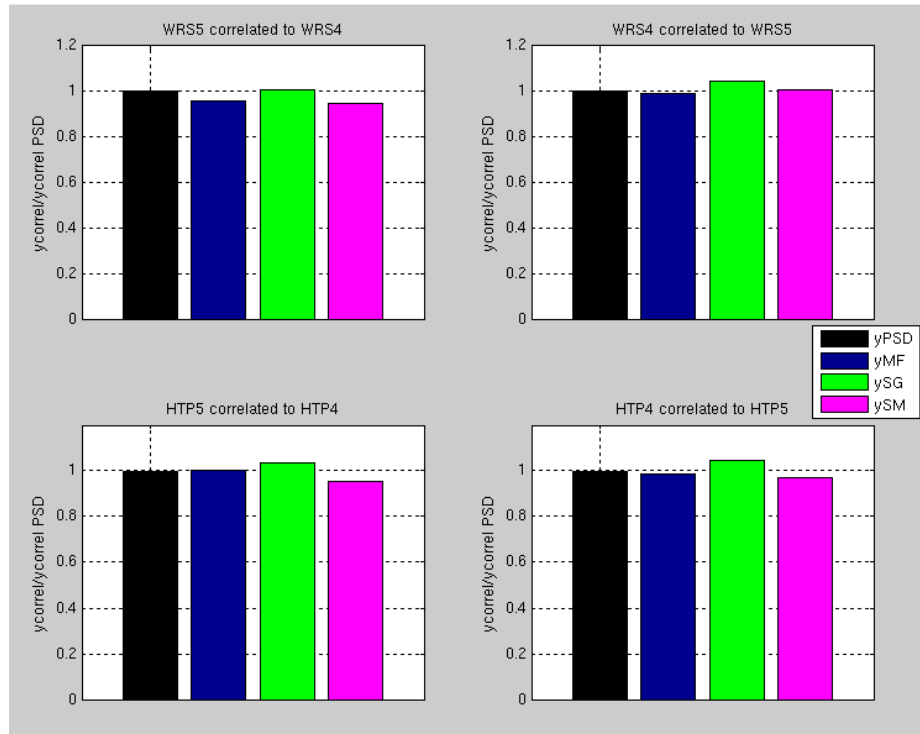 WRS5 correlated to WRS4
1.2
1
0.8
0.6
0.4
0.2
0
ycorrel/ycorrel PSD
WRS4 correlated to WRS5
1.2
1
0.8
0.6
0.4
0.2
0
ycorrel/ycorrel PSD
yPSD
yMF
ySG
ySM
HTP5 correlated to HTP4
1
0.8
0.6
0.4
0.2
0
ycorrel/ycorrel PSD
HTP4 correlated to HTP5
1
0.8
0.6
0.4
0.2
0
ycorrel/ycorrel PSD